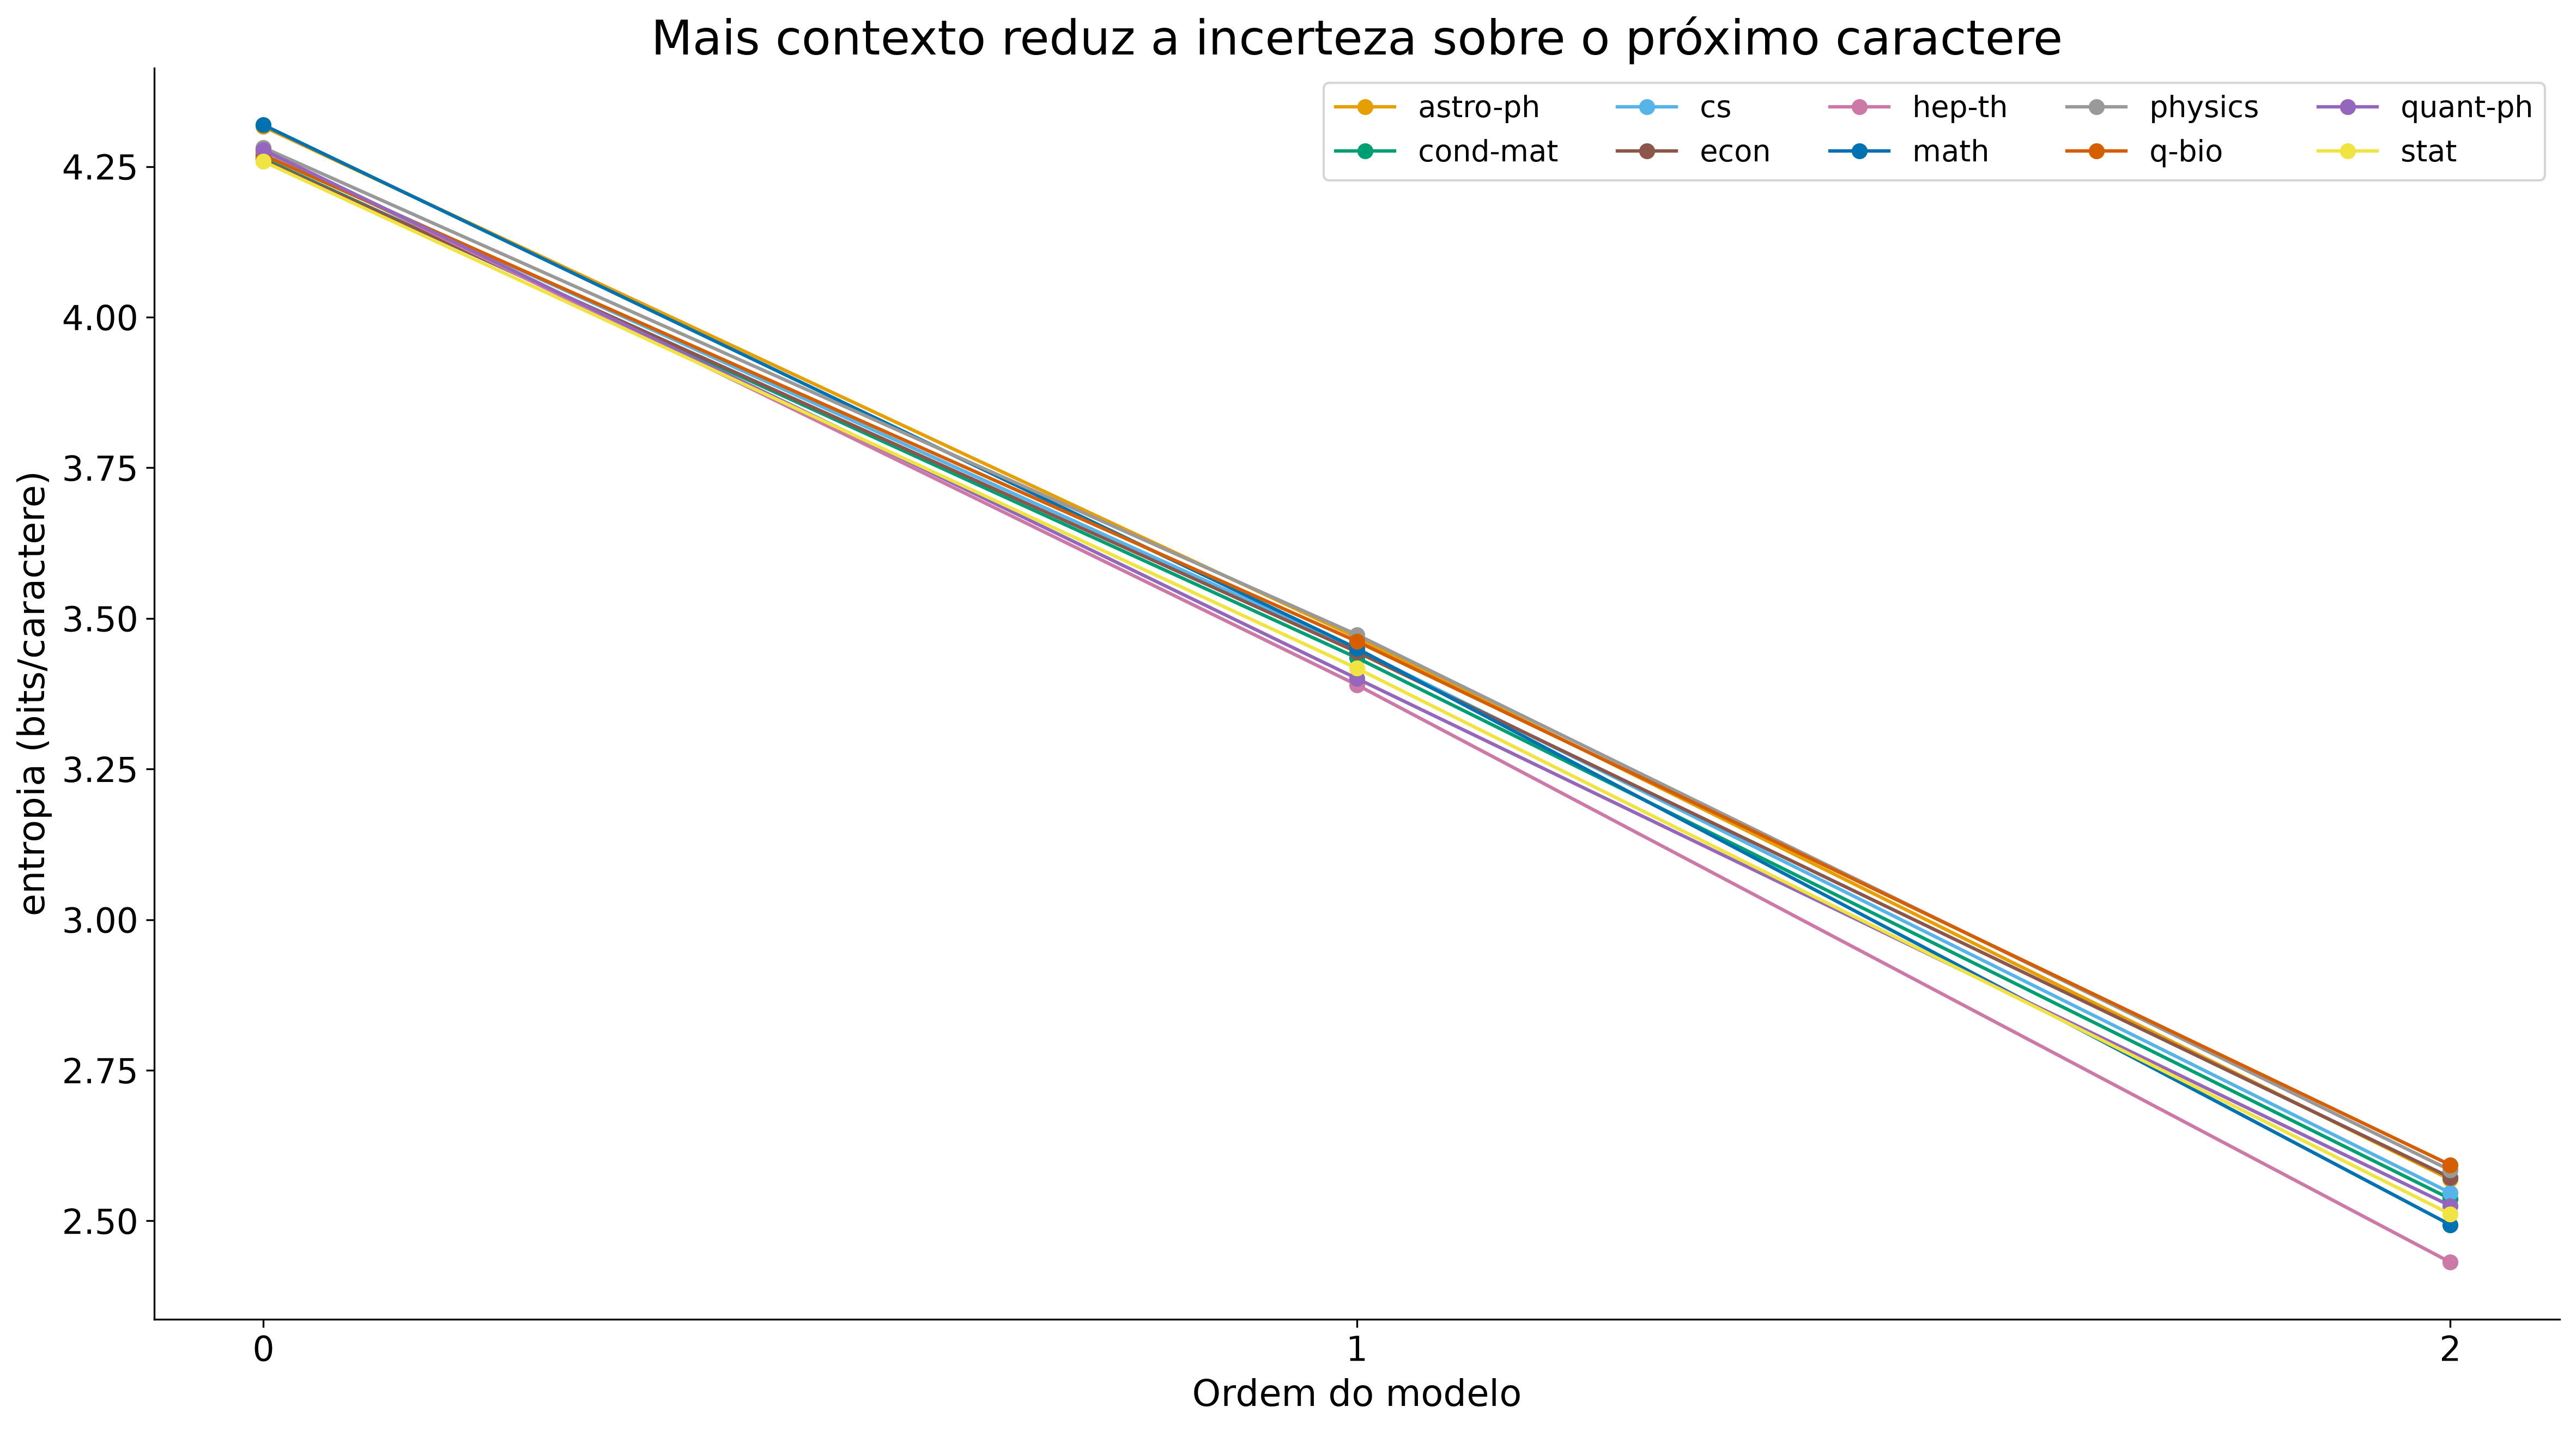 Mais contexto reduz a incerteza sobre o próximo caractere
astro-ph cs hep-th physics quant-ph
cond-mat econ math q-bio stat
entropia (bits/caractere)
4.25
4.00
3.75
3.50
3.25
3.00
2.75
2.50
0 1 2
Ordem do modelo